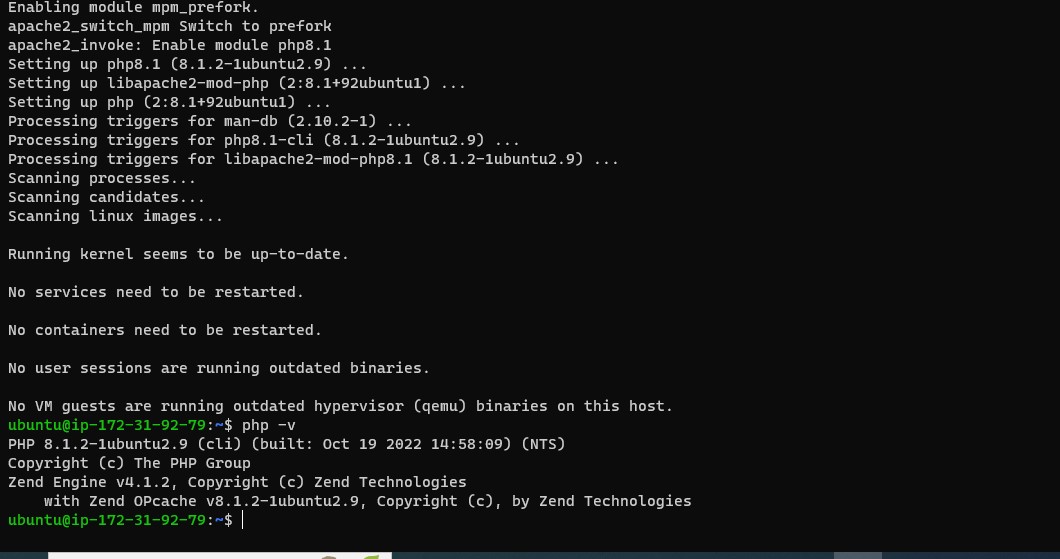 Enabling module mpm_prefork.
apache2_switch_mpm Switch to prefork
apache2_invoke: Enable module php8.1
Setting up php8.1 (8.1.2-1ubuntu2.9) ...
Setting up libapache2-mod-php (2:8.1+92ubuntu1) ...
Setting up php (2:8.1+92ubuntu1) ...
Processing triggers for man-db (2.10.2-1) ...
Processing triggers for php8.1-cli (8.1.2-1ubuntu2.9) ...
Processing triggers for libapache2-mod-php8.1 (8.1.2-1ubuntu2.9) ...
Scanning processes...
Scanning candidates...
Scanning linux images...
Running kernel seems to be up-to-date.
No services need to be restarted.
No containers need to be restarted.
No user sessions are running outdated binaries.
No VM guests are running outdated hypervisor (qemu) binaries on this host.
ubuntu@ip-172-31-92-79:~$ php -v
PHP 8.1.2-1ubuntu2.9 (cli) (built: Oct 19 2022 14:58:09) (NTS)
Copyright (c) The PHP Group
Zend Engine v4.1.2, Copyright (c) Zend Technologies
    with Zend OPcache v8.1.2-1ubuntu2.9, Copyright (c), by Zend Technologies
ubuntu@ip-172-31-92-79:~$